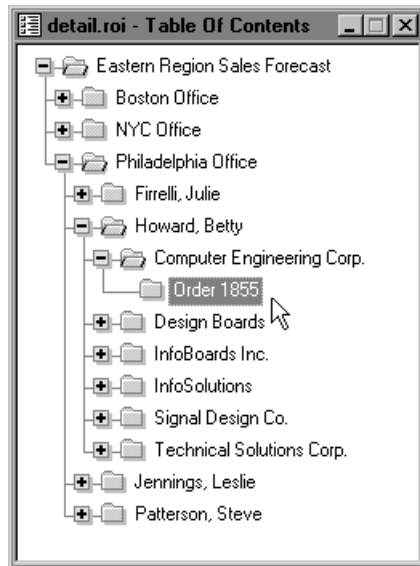 detail.roi - Table Of Contents
Eastern Region Sales Forecast
Boston Office
NYC Office
Philadelphia Office
Firrelli, Julie
Howard, Betty
Computer Engineering Corp.
Order 1855
Design Boards
InfoBoards Inc.
InfoSolutions
Signal Design Co.
Technical Solutions Corp.
Jennings, Leslie
Patterson, Steve